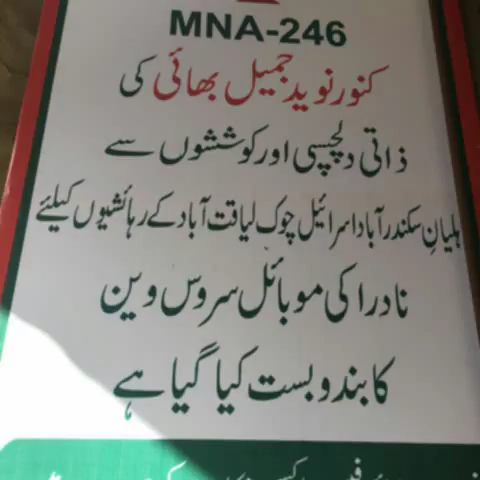 MNA-246
کنور نوید جمیل بھائی کی
ذاتی دلچسپی اور کوششوں سے
ہلیانِ سکندر آباد اسرائیل چوک لیاقت آباد کے رہائشیوں کیلئے
نادرا کی موبائل سروس وین
کا بندوبست کیا گیا ہے